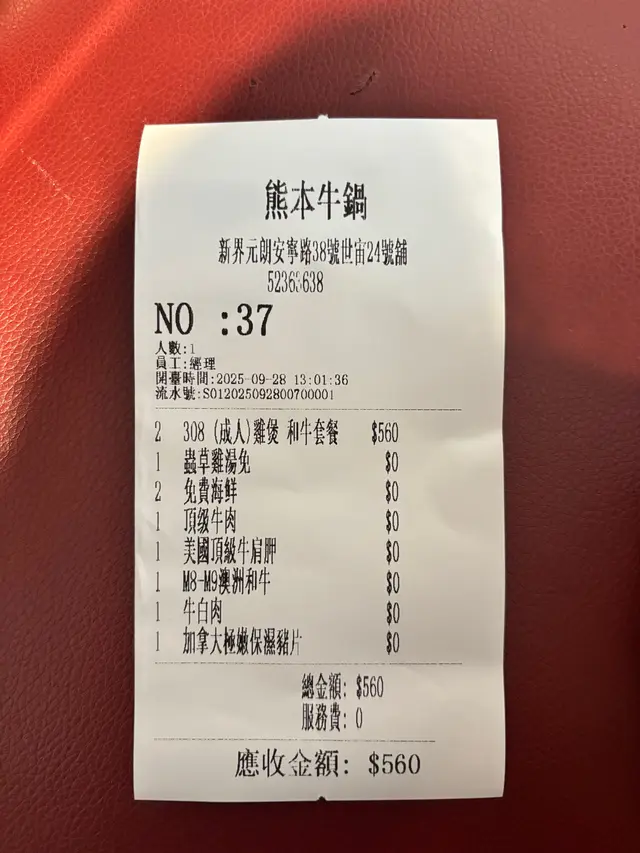 熊本牛鍋
新界元朗安寧路38號世宙24號舖
52363638
NO :37
人數:1
員工:經理
開臺時間:2025-09-28 13:01:36
流水號:S012025092800700001
2 308 (成人)雞煲 和牛套餐 $560
1 蟲草雞湯免 $0
2 免費海鮮 $0
1 頂級牛肉 $0
1 美國頂級牛肩胛 $0
1 M8-M9澳洲和牛 $0
1 牛白肉 $0
1 加拿大極嫩保濕豬片 $0
總金額: $560
服務費: 0
應收金額: $560